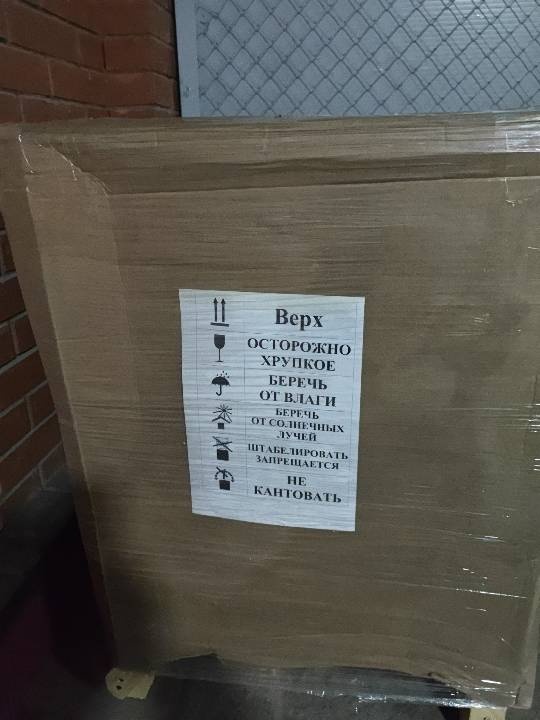 Верх
ОСТОРОЖНО
ХРУПКОЕ
БЕРЕЧЬ
ОТ ВЛАГИ
БЕРЕЧЬ
ОТ СОЛНЕЧНЫХ
ЛУЧЕЙ
ШТАБЕЛИРОВАТЬ
ЗАПРЕЩАЕТСЯ
НЕ
КАНТОВАТЬ